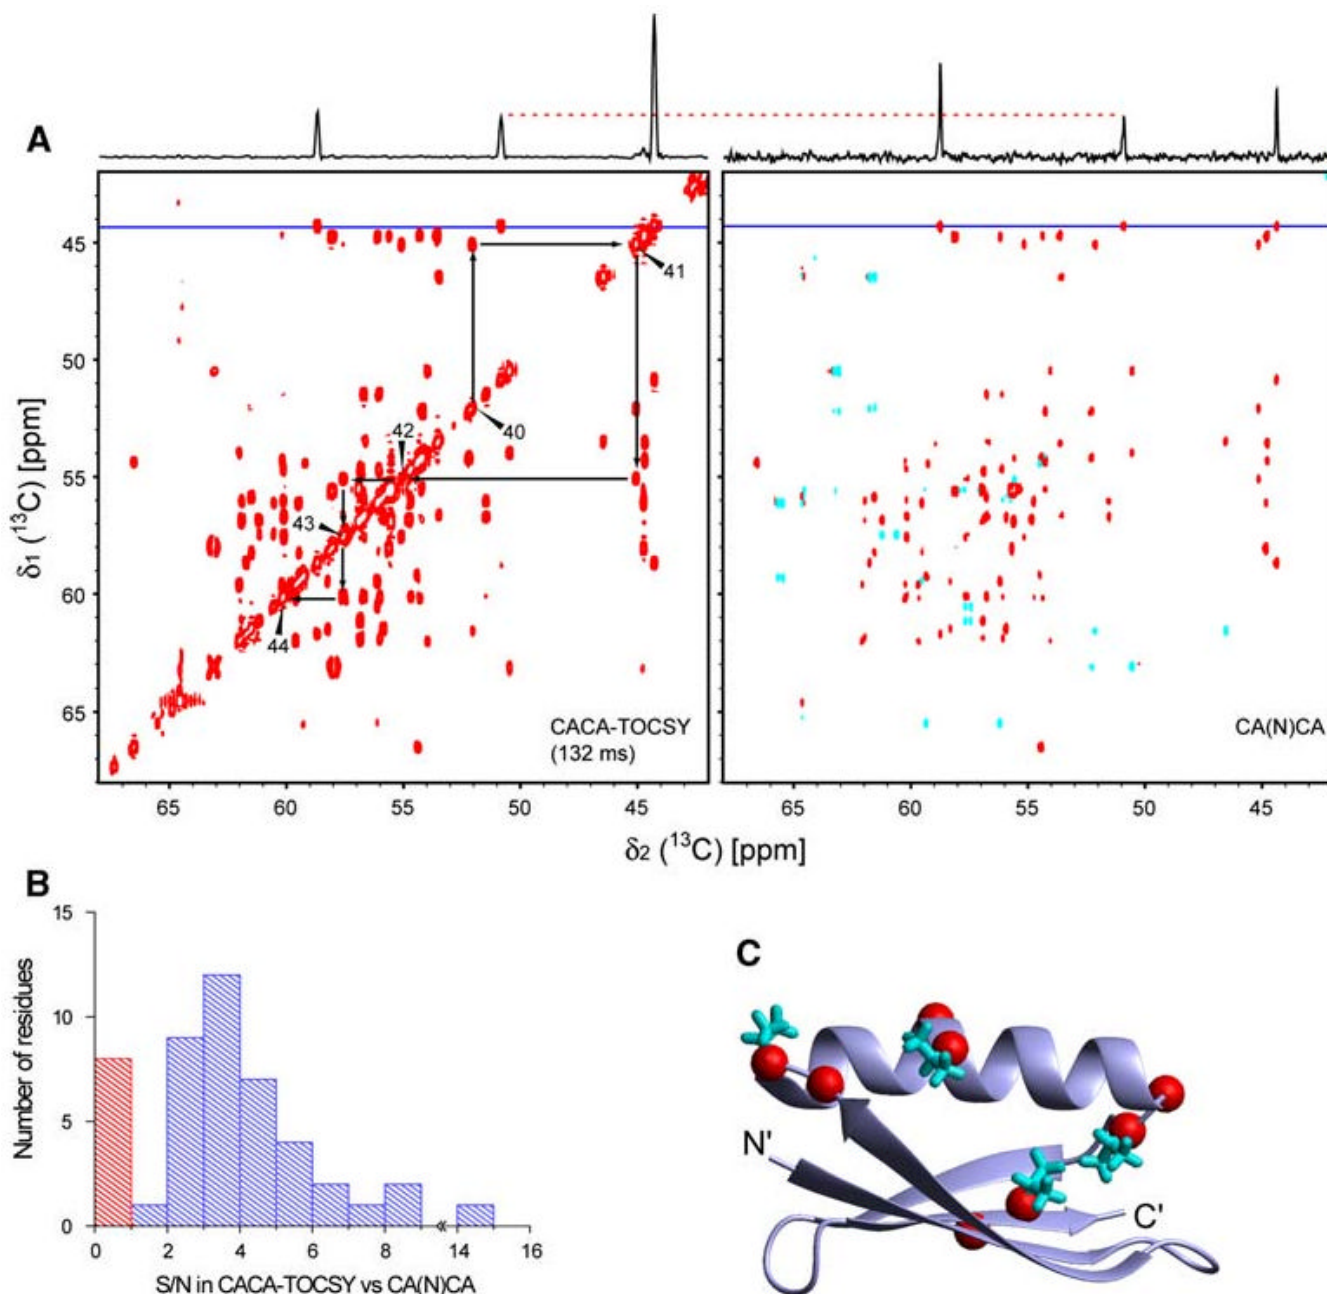 A
45
50
55
60
65
δ1 (13C) [ppm]
41
40
42
43
44
CACA-TOCSY
(132 ms)
CA(N)CA
65 60 55 50 45
65 60 55 50 45
δ2 (13C) [ppm]
B
15
10
5
0
Number of residues
0 2 4 6 8 14 16
S/N in CACA-TOCSY vs CA(N)CA
C
N'
C'